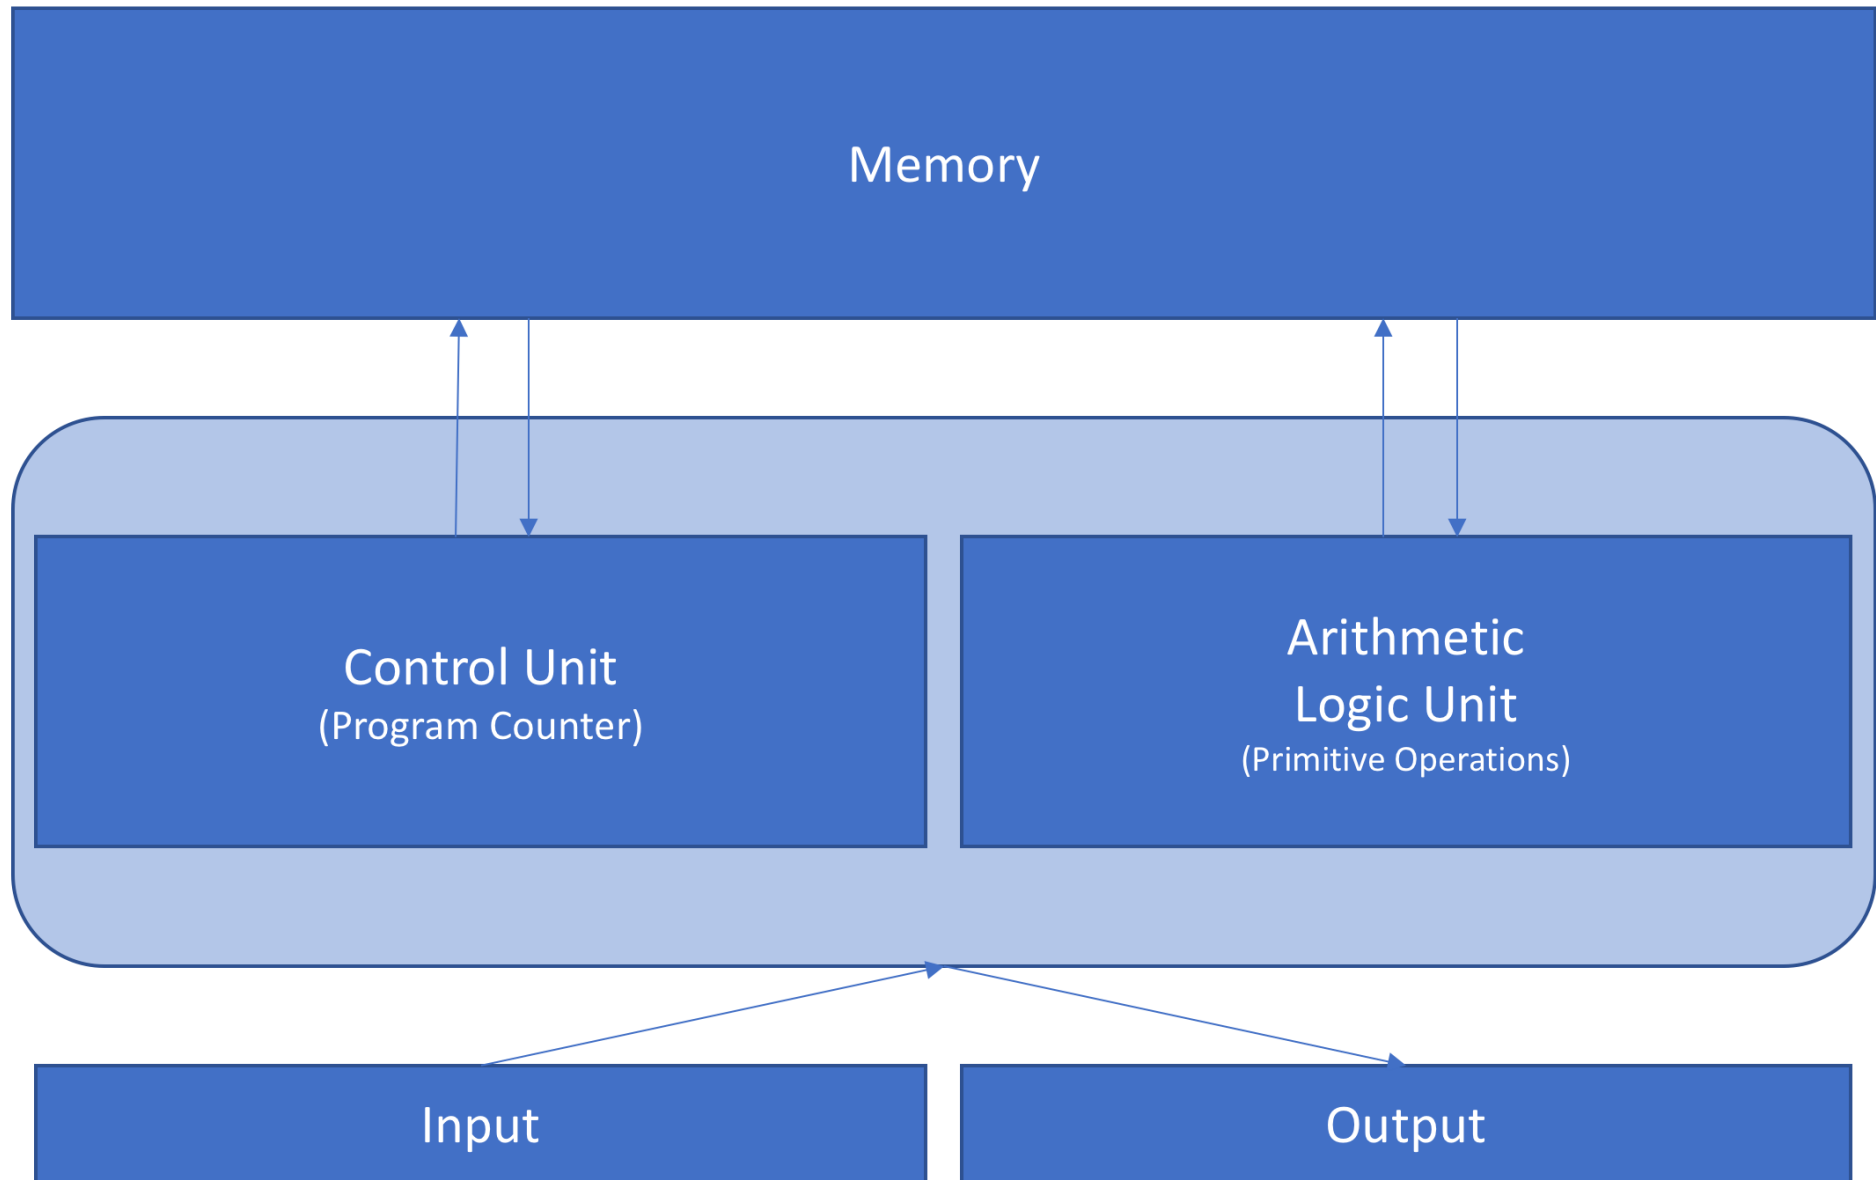 Memory
Control Unit
(Program Counter)
Arithmetic
Logic Unit
(Primitive Operations)
Input
Output